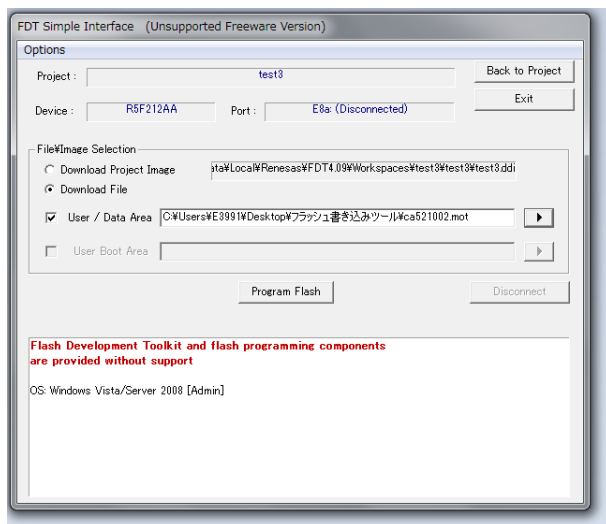 FDT Simple Interface (Unsupported Freeware Version)
Options
Project : test3 Back to Project
Device : R5F212AA Port : E8a: (Disconnected) Exit
File¥Image Selection
Download Project Image ata¥Local¥Renesas¥FDT4.09¥Workspaces¥test3¥test3¥test3.ddi
Download File
User / Data Area C:¥Users¥E3991¥Desktop¥フラッシュ書き込みツール¥ca521002.mot
User Boot Area
Program Flash Disconnect
Flash Development Toolkit and flash programming components
are provided without support
OS: Windows Vista/Server 2008 [Admin]